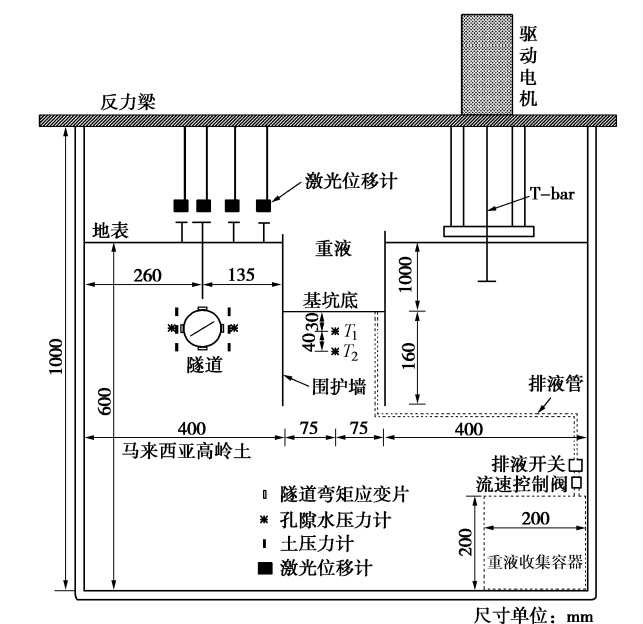 驱动电机
反力梁
激光位移计
T-bar
地表
重液
260
135
1000
基坑底
30
T1
40
T2
160
隧道
1000
600
围护墙
排液管
400
75
75
400
马来西亚高岭土
排液开关
流速控制阀
隧道弯矩应变片
孔隙水压力计
土压力计
激光位移计
200
200
重液收集容器
尺寸单位：mm